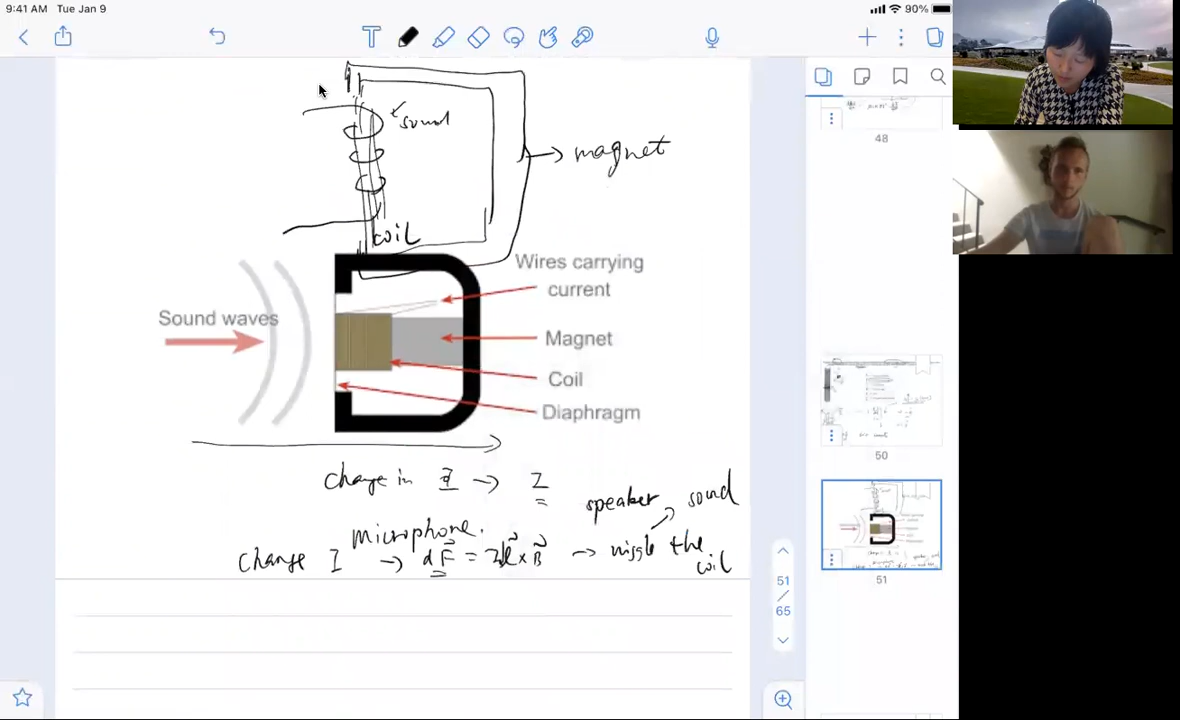 9:41 AM Tue Jan 9
90%
48
sound
magnet
coil
Wires carrying
current
Sound waves
Magnet
Coil
Diaphragm
change in Φ → I
speaker sound
microphone.
change I → dF = Idl × B → niggle the
coil
50
51
51
/
65